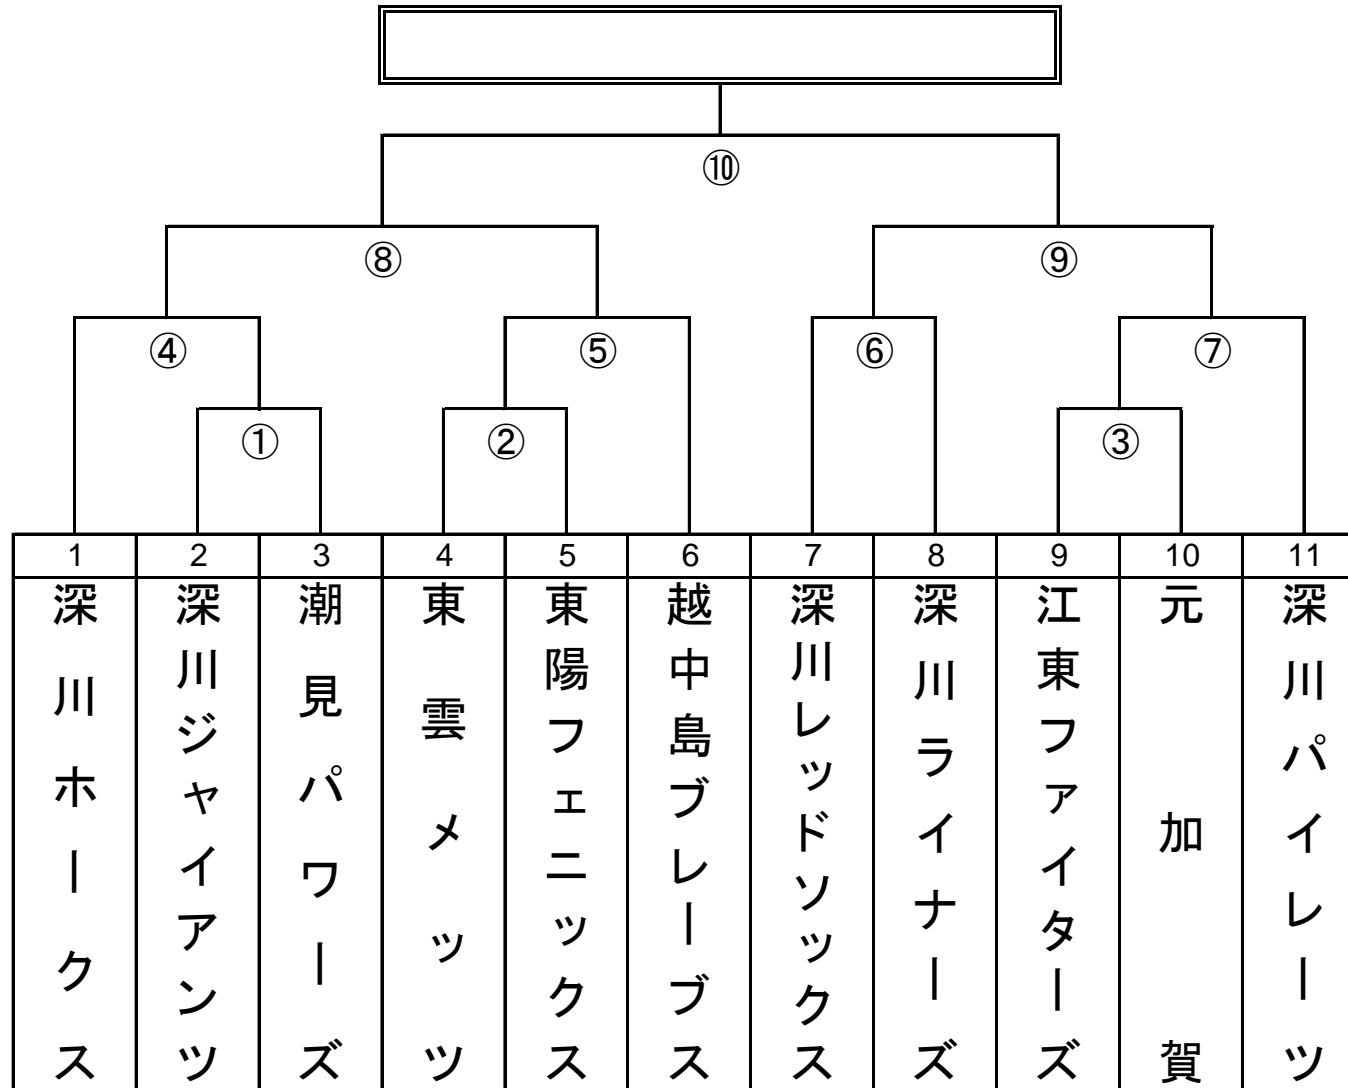 ⑩
⑧
⑨
④
⑤
⑥
⑦
①
②
③
1
2
3
4
5
6
7
8
9
10
11
深川ホークス
深川ジャイアンツ
潮見パワーズ
東雲メッツ
東陽フェニックス
越中島ブレーブス
深川レッドソックス
深川ライナーズ
江東ファイターズ
元加賀
深川パイレーツ